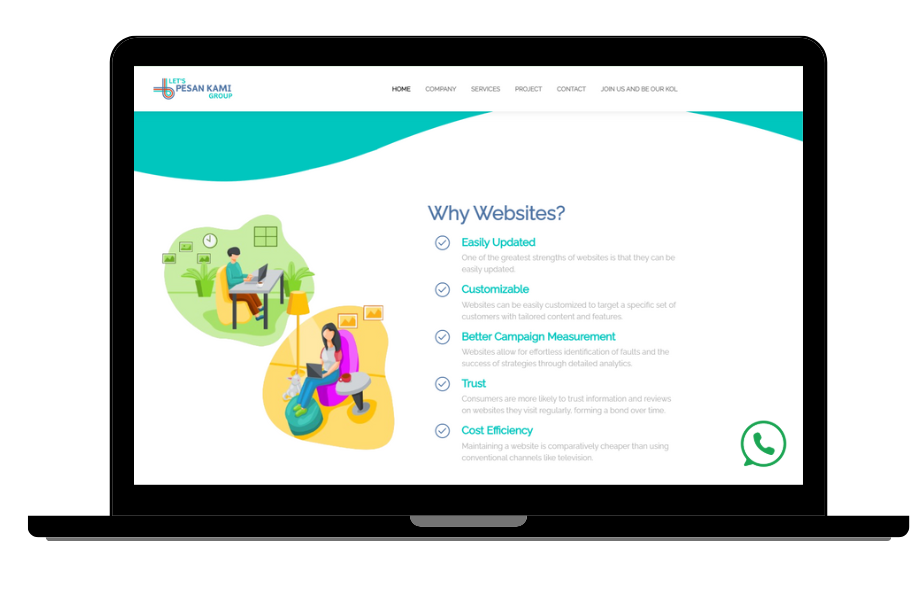 LET'S
PESAN KAMI
GROUP
HOME COMPANY SERVICES PROJECT CONTACT JOIN US AND BE OUR KOL
Why Websites?
Easily Updated
One of the greatest strengths of websites is that they can be
easily updated.
Customizable
Websites can be easily customized to target a specific set of
customers with tailored content and features.
Better Campaign Measurement
Websites allow for effortless identification of faults and the
success of strategies through detailed analytics.
Trust
Consumers are more likely to trust information and reviews
on websites they visit regularly, forming a bond over time.
Cost Efficiency
Maintaining a website is comparatively cheaper than using
conventional channels like television.